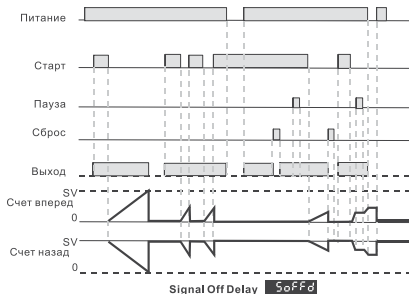 Питание
Старт
Пауза
Сброс
Выход
SV
Счет вперед
0
SV
Счет назад
0
Signal Off Delay SoFFd